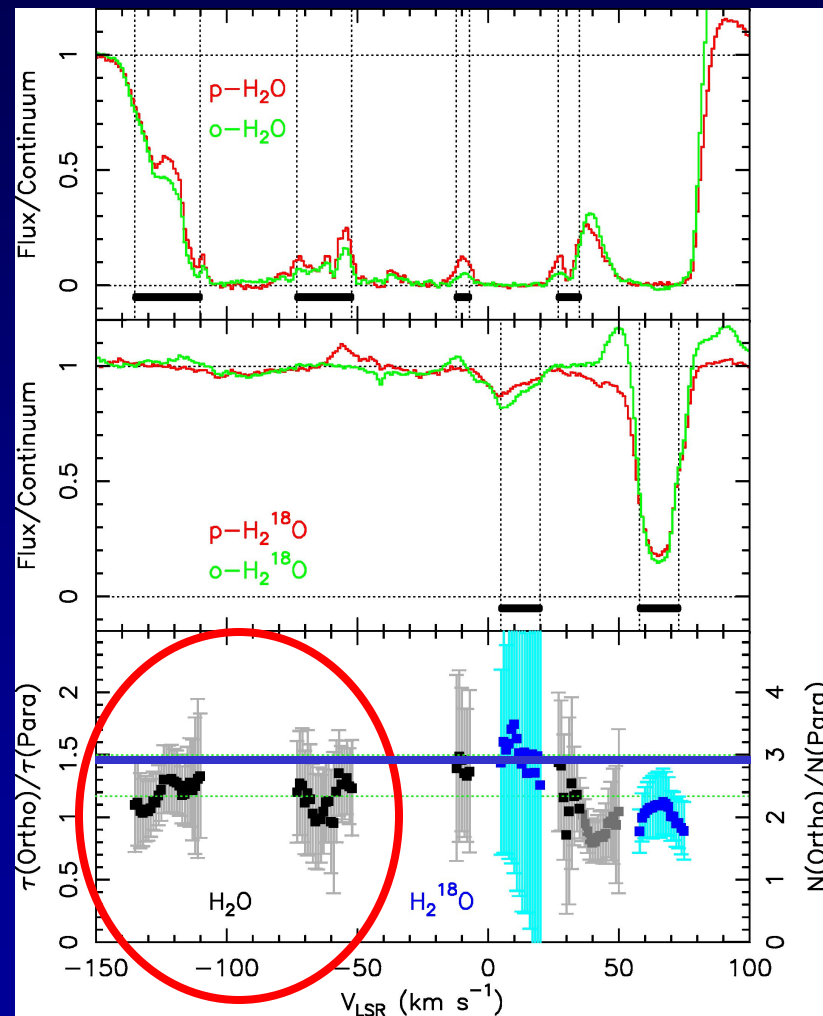 1
0.5
0
Flux/Continuum
p−H₂O
o−H₂O
1
0.5
0
Flux/Continuum
p−H₂¹⁸O
o−H₂¹⁸O
2
1.5
1
0.5
0
τ(Ortho)/τ(Para)
4
3
2
1
0
N(Ortho)/N(Para)
H₂O
H₂¹⁸O
−150 −100 −50 0 50 100
V_LSR (km s⁻¹)